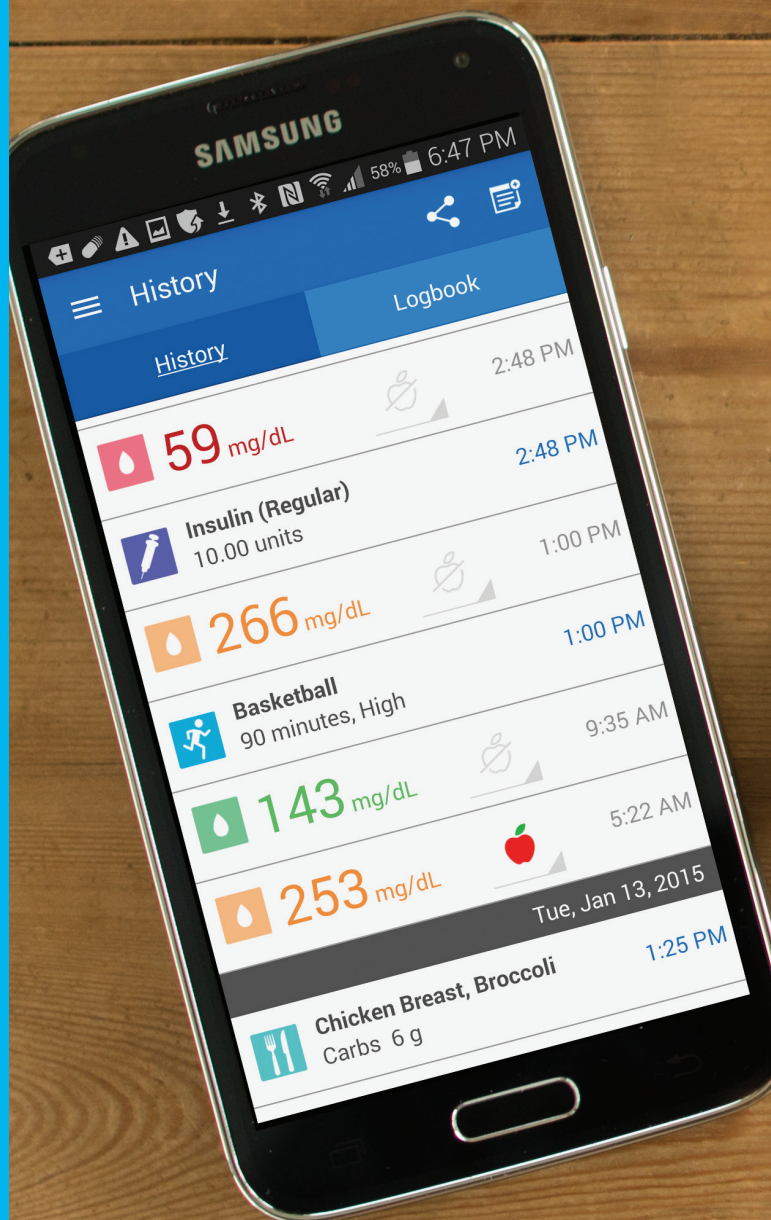 SAMSUNG
58% 6:47 PM
History
History Logbook
59 mg/dL 2:48 PM
Insulin (Regular) 2:48 PM
10.00 units
266 mg/dL 1:00 PM
Basketball 1:00 PM
90 minutes, High
143 mg/dL 9:35 AM
253 mg/dL 5:22 AM
Tue, Jan 13, 2015
Chicken Breast, Broccoli 1:25 PM
Carbs 6 g